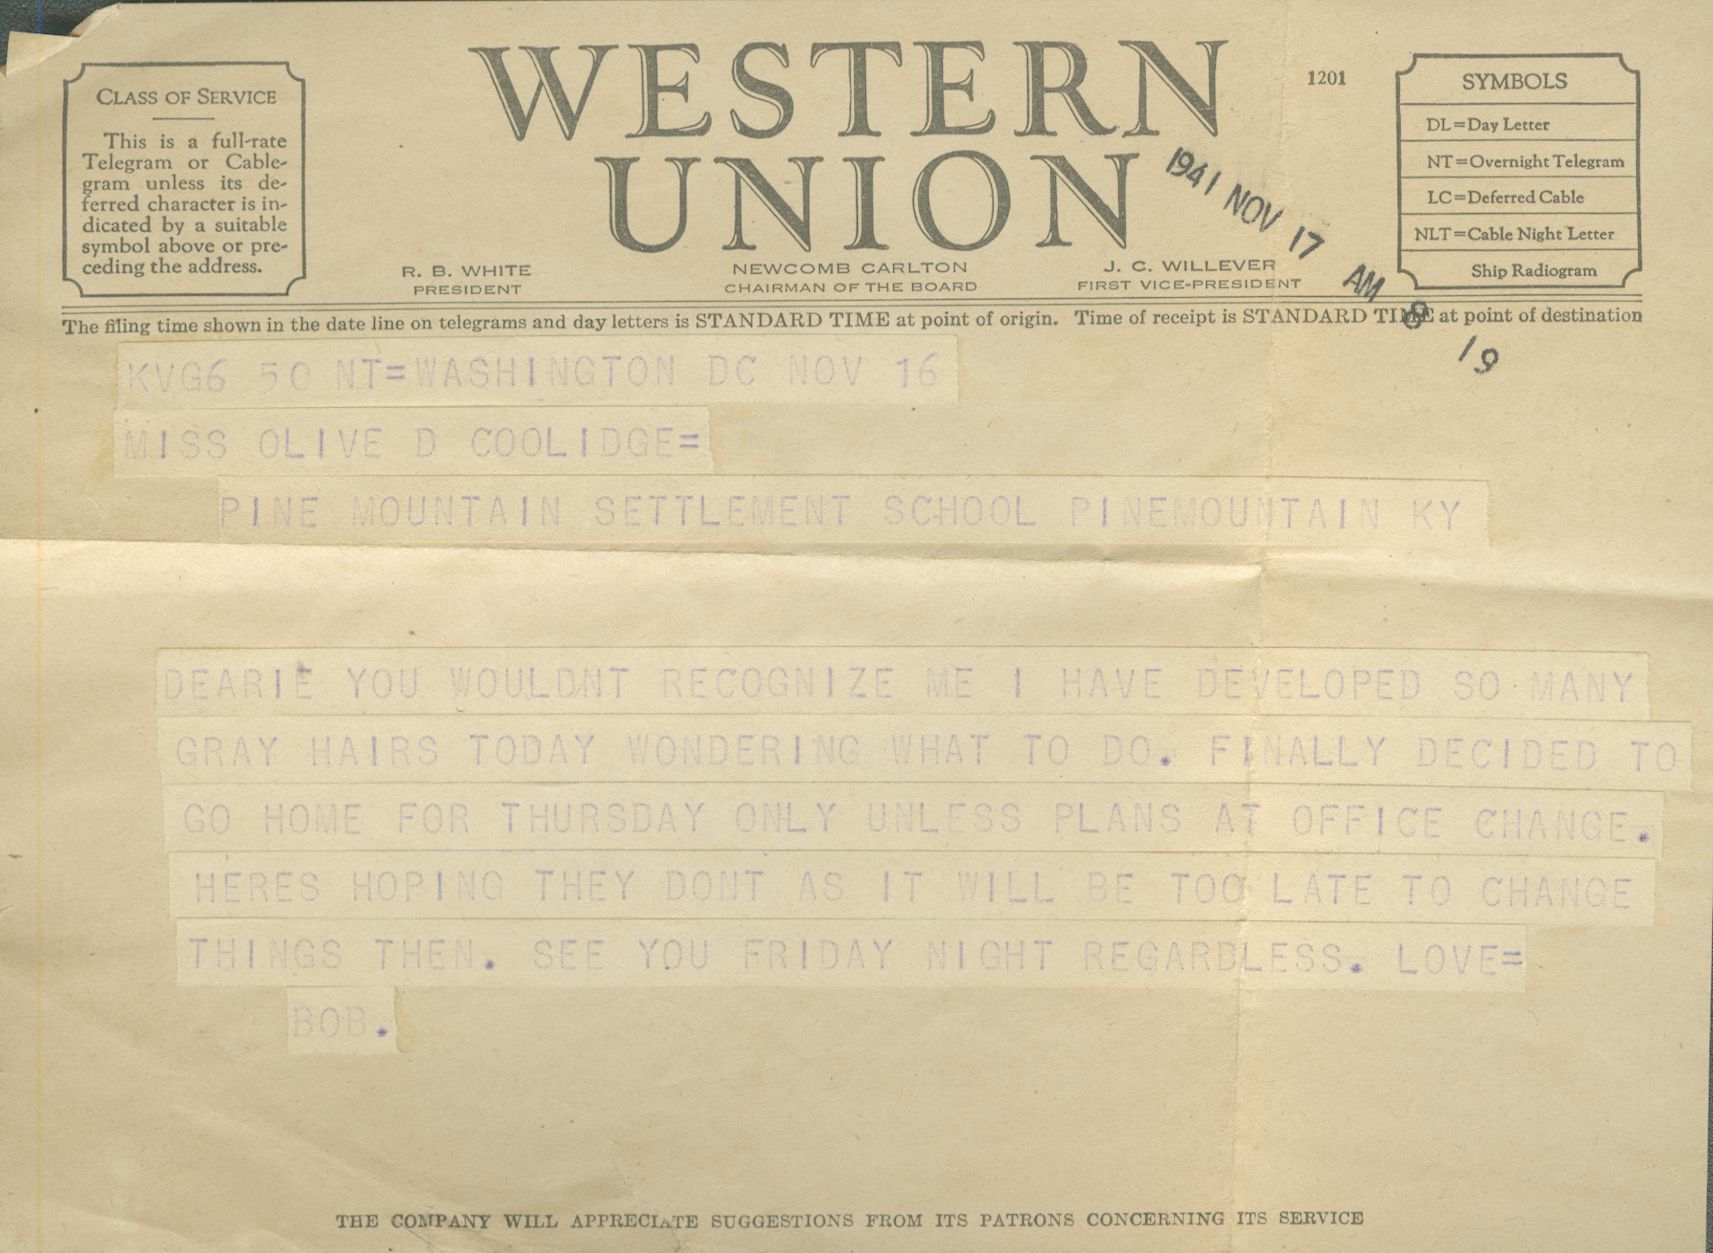 CLASS OF SERVICE
This is a full-rate
Telegram or Cable-
gram unless its de-
ferred character is in-
dicated by a suitable
symbol above or pre-
ceding the address.
WESTERN
UNION
1201
SYMBOLS
DL=Day Letter
NT=Overnight Telegram
LC=Deferred Cable
NLT=Cable Night Letter
Ship Radiogram
1941 NOV 17 AM 8 19
R. B. WHITE
PRESIDENT
NEWCOMB CARLTON
CHAIRMAN OF THE BOARD
J. C. WILLEVER
FIRST VICE-PRESIDENT
The filing time shown in the date line on telegrams and day letters is STANDARD TIME at point of origin. Time of receipt is STANDARD TIME at point of destination
KVG6 50 NT=WASHINGTON DC NOV 16
MISS OLIVE D COOLIDGE=
PINE MOUNTAIN SETTLEMENT SCHOOL PINEMOUNTAIN KY
DEARIE YOU WOULDNT RECOGNIZE ME I HAVE DEVELOPED SO MANY
GRAY HAIRS TODAY WONDERING WHAT TO DO. FINALLY DECIDED TO
GO HOME FOR THURSDAY ONLY UNLESS PLANS AT OFFICE CHANGE.
HERES HOPING THEY DONT AS IT WILL BE TOO LATE TO CHANGE
THINGS THEN. SEE YOU FRIDAY NIGHT REGARDLESS. LOVE=
BOB.
THE COMPANY WILL APPRECIATE SUGGESTIONS FROM ITS PATRONS CONCERNING ITS SERVICE